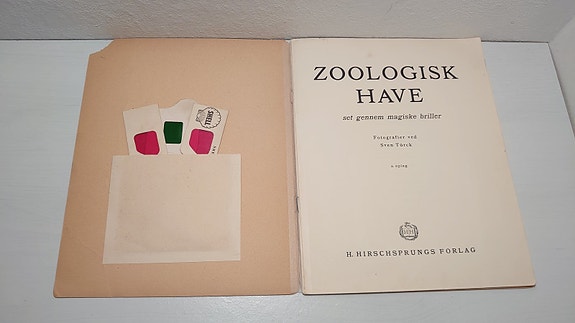 ZOOLOGISK
HAVE
set gennem magiske briller
Fotografier ved
Sven Türck
H. HIRSCHSPRUNGS FORLAG